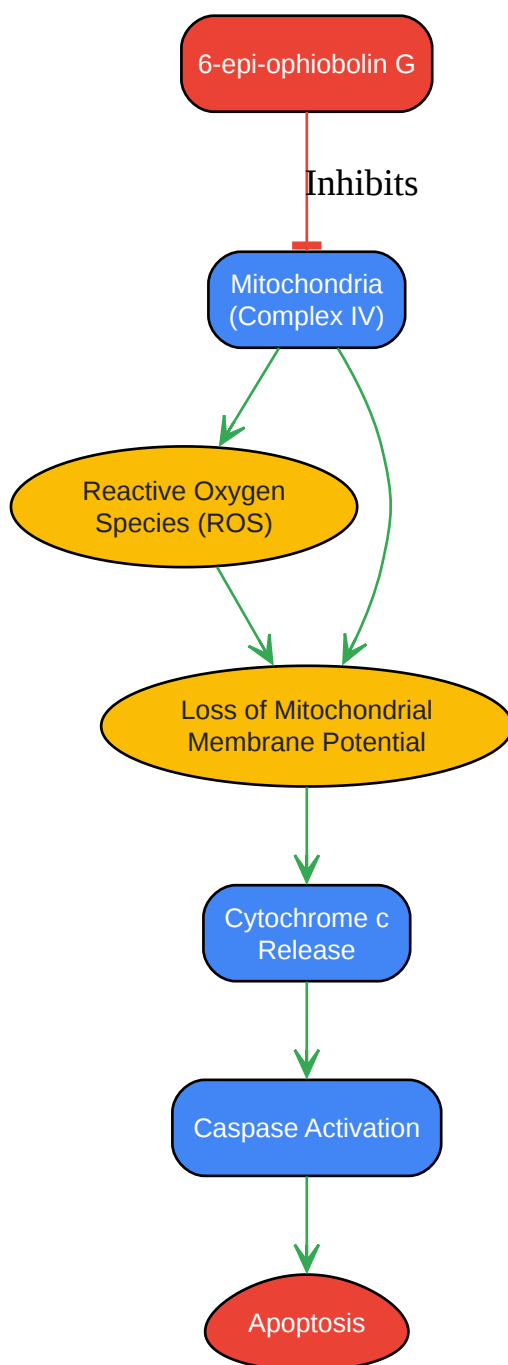 6-epi-ophiobolin G
Inhibits
Mitochondria
(Complex IV)
Reactive Oxygen
Species (ROS)
Loss of Mitochondrial
Membrane Potential
Cytochrome c
Release
Caspase Activation
Apoptosis